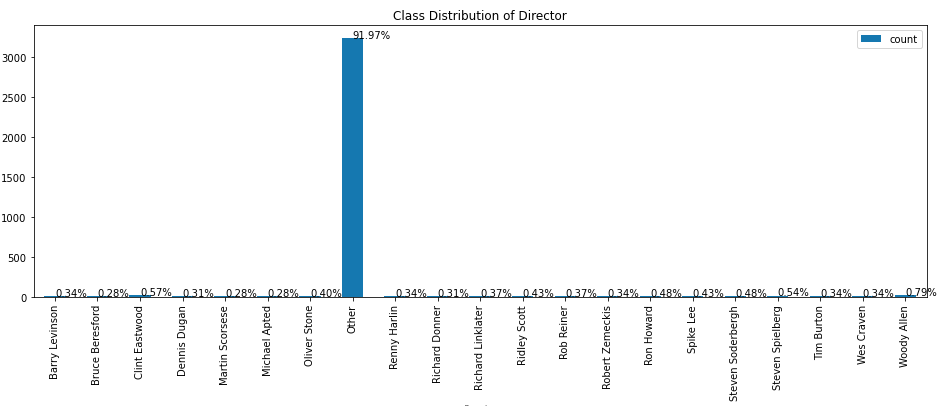 Class Distribution of Director
count
3000
2500
2000
1500
1000
500
0
0.34%
0.28%
0.57%
0.31%
0.28%
0.28%
0.40%
91.97%
0.34%
0.31%
0.37%
0.43%
0.37%
0.34%
0.48%
0.43%
0.48%
0.54%
0.34%
0.34%
0.79%
Barry Levinson
Bruce Beresford
Clint Eastwood
Dennis Dugan
Martin Scorsese
Michael Apted
Oliver Stone
Other
Renny Harlin
Richard Donner
Richard Linklater
Ridley Scott
Rob Reiner
Robert Zemeckis
Ron Howard
Spike Lee
Steven Soderbergh
Steven Spielberg
Tim Burton
Wes Craven
Woody Allen